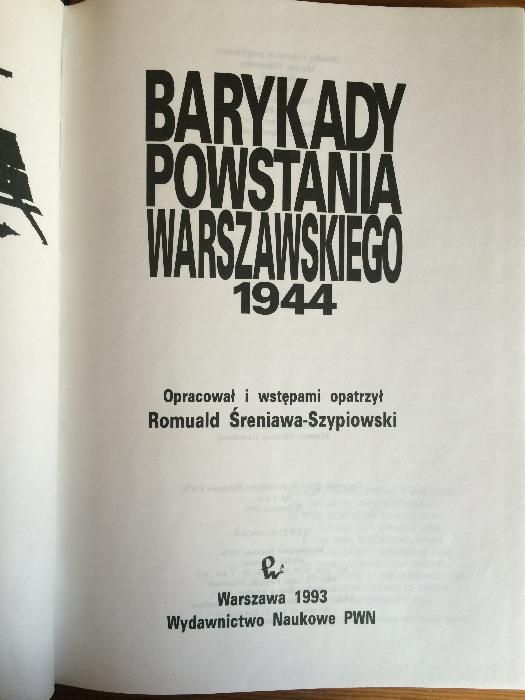 BARYKADY
POWSTANIA
WARSZAWSKIEGO
1944
Opracował i wstępami opatrzył
Romuald Śreniawa-Szypiowski
Warszawa 1993
Wydawnictwo Naukowe PWN